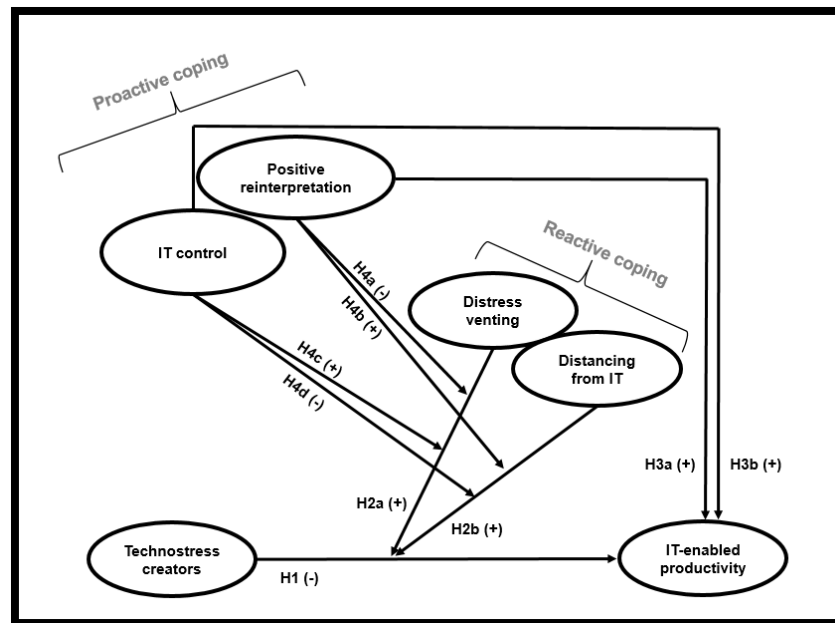 Proactive coping
Positive
reinterpretation
IT control
Reactive coping
H4a (-)
H4b (+)
Distress
venting
Distancing
from IT
H4c (+)
H4d (-)
H3a (+)
H3b (+)
H2a (+)
H2b (+)
Technostress
creators
H1 (-)
IT-enabled
productivity